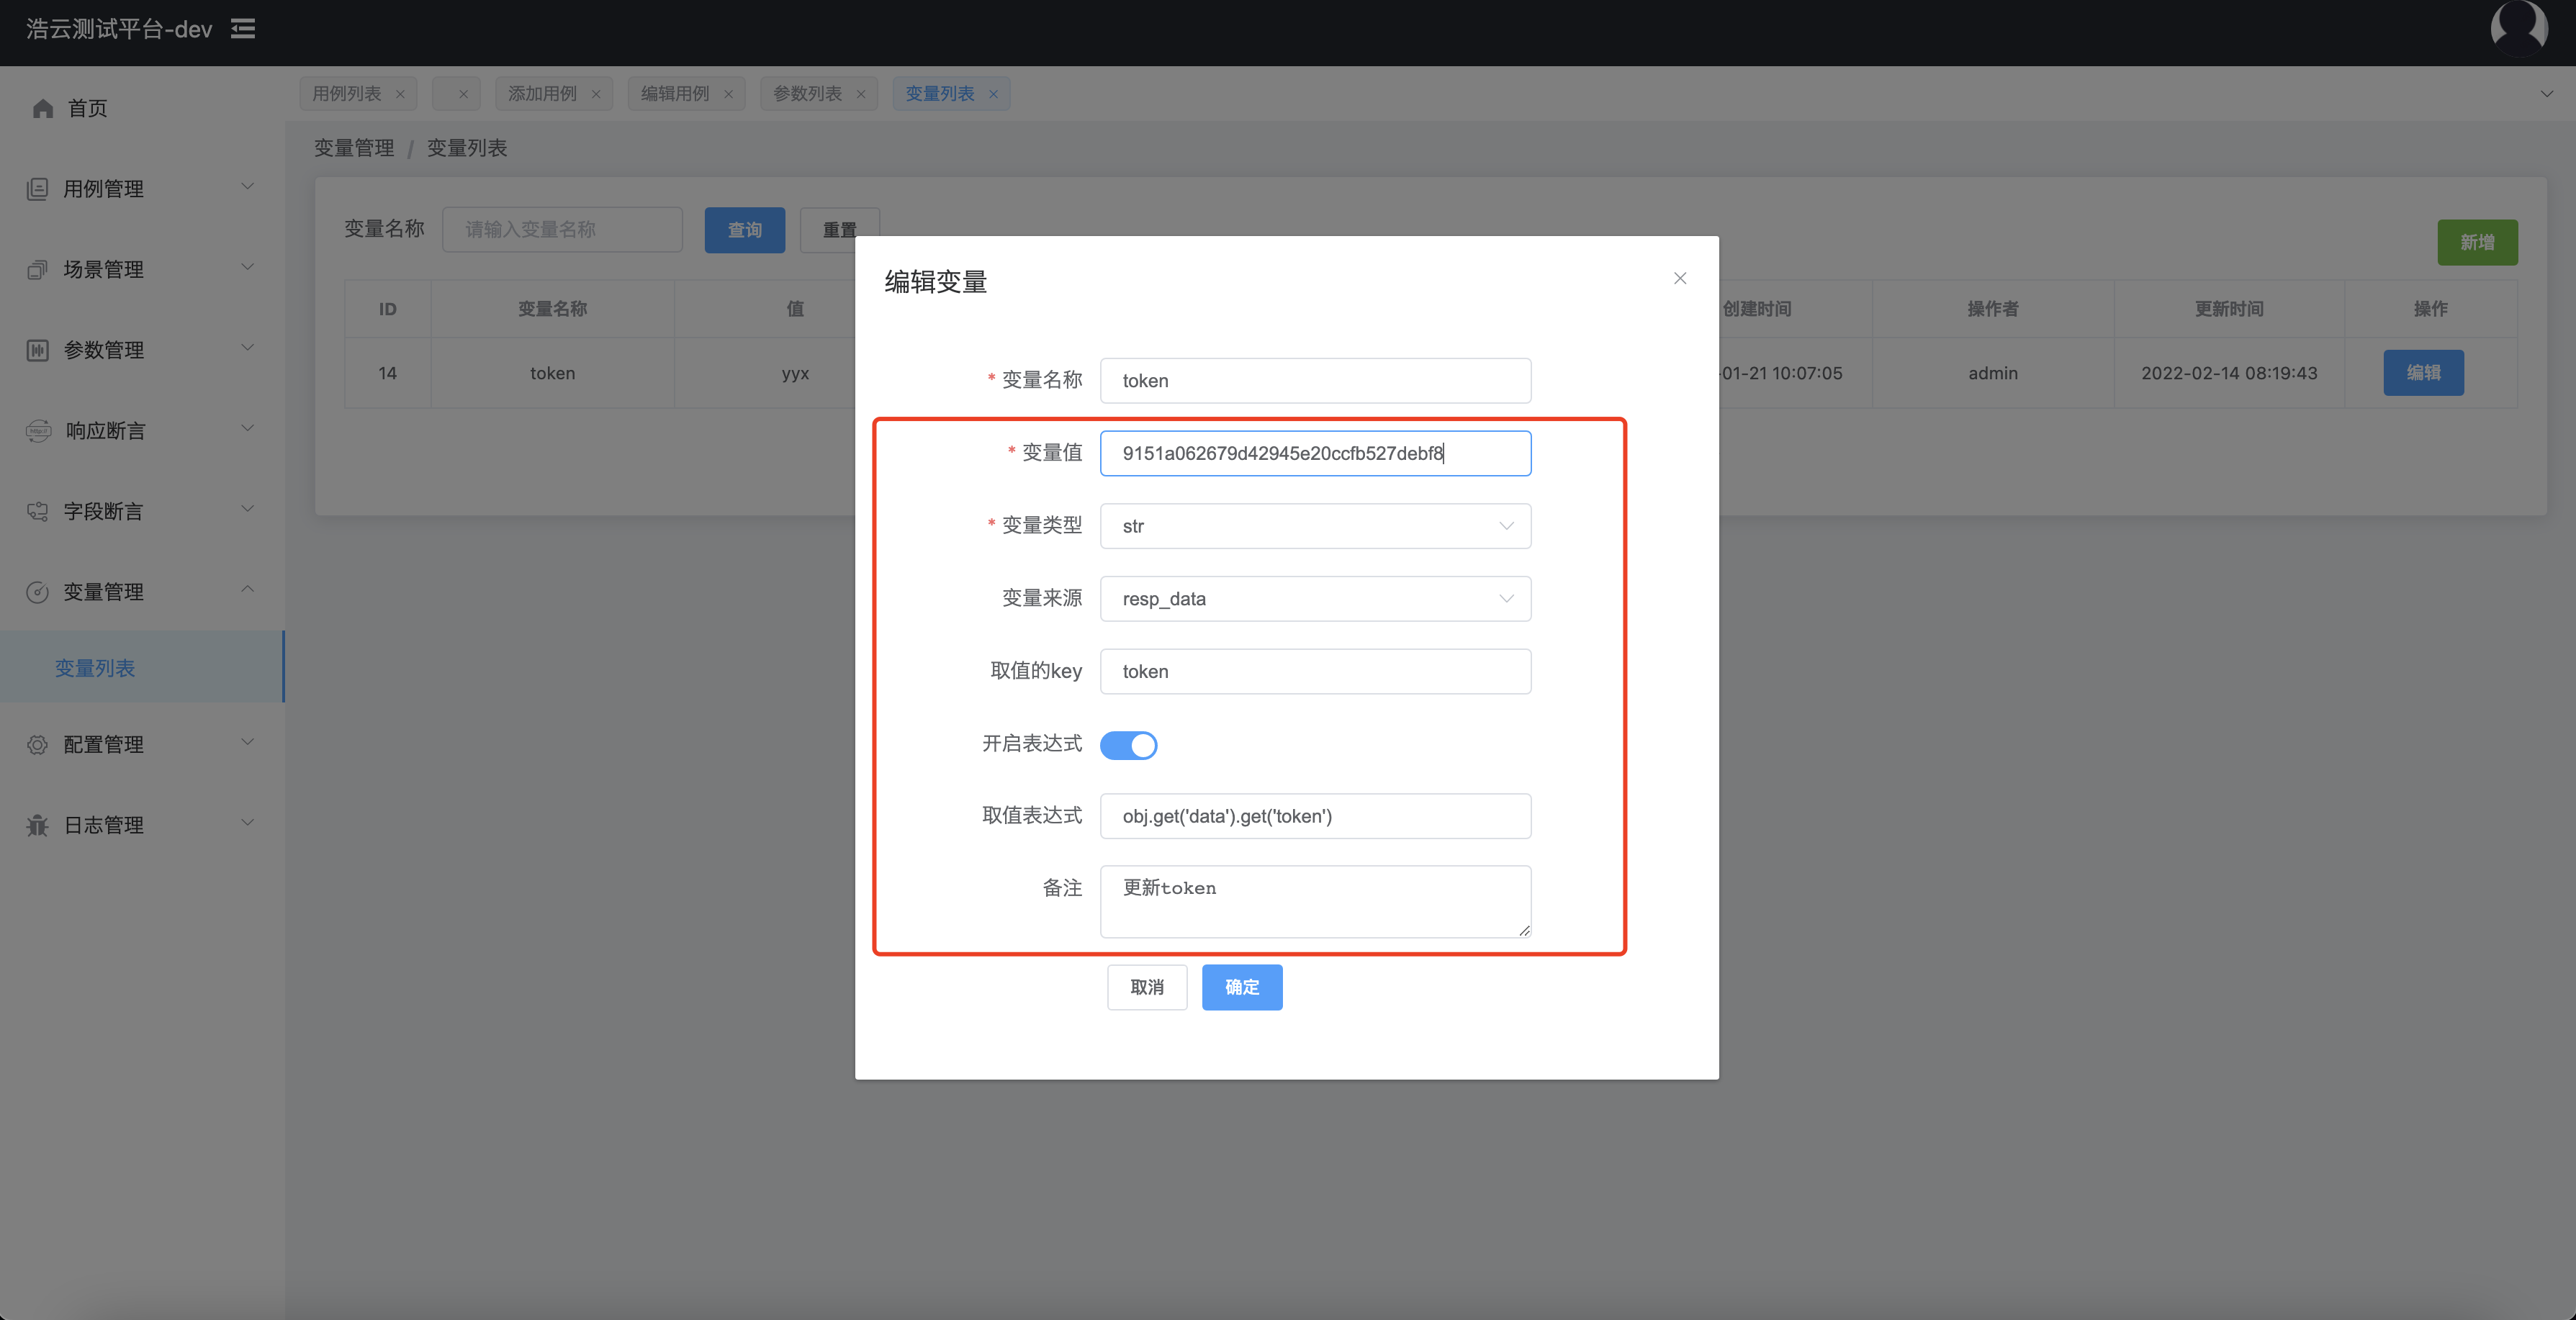 浩云测试平台-dev
首页
用例管理
场景管理
参数管理
响应断言
字段断言
变量管理
变量列表
配置管理
日志管理
用例列表
添加用例
编辑用例
参数列表
变量列表
变量管理 / 变量列表
变量名称 请输入变量名称 查询 重置
新增
ID 变量名称 值 创建时间 操作者 更新时间 操作
14 token yyx -01-21 10:07:05 admin 2022-02-14 08:19:43 编辑
编辑变量
* 变量名称 token
* 变量值 9151a062679d42945e20ccfb527debf8
* 变量类型 str
变量来源 resp_data
取值的key token
开启表达式
取值表达式 obj.get('data').get('token')
备注 更新token
取消 确定